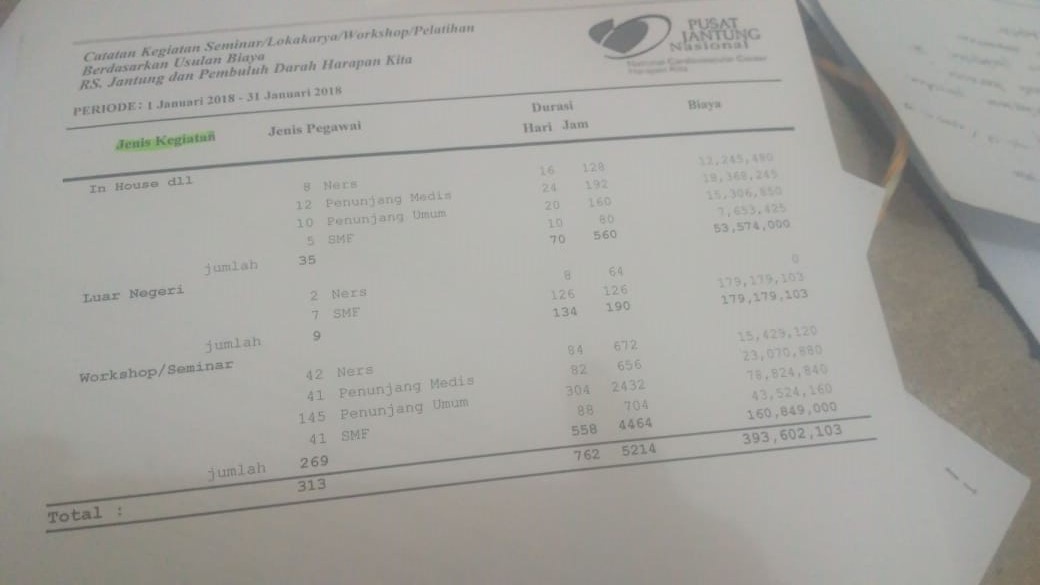 Catatan Kegiatan Seminar/Lokakarya/Workshop/Pelatihan
Berdasarkan Usulan Biaya
RS. Jantung dan Pembuluh Darah Harapan Kita
PUSAT
JANTUNG
Nasional
National Cardiovascular Center
Harapan Kita
PERIODE : 1 Januari 2018 - 31 Januari 2018
Jenis Kegiatan Jenis Pegawai Durasi Biaya
Hari Jam
In House dll
8 Ners 16 128 12,245,480
12 Penunjang Medis 24 192 18,368,245
10 Penunjang Umum 20 160 15,306,850
5 SMF 10 80 7,653,425
jumlah 35 70 560 53,574,000
Luar Negeri
2 Ners 8 64 0
7 SMF 126 126 179,179,103
jumlah 9 134 190 179,179,103
Workshop/Seminar
42 Ners 84 672 15,429,120
41 Penunjang Medis 82 656 23,070,880
145 Penunjang Umum 304 2432 78,824,840
41 SMF 88 704 43,524,160
jumlah 269 558 4464 160,849,000
Total : 313 762 5214 393,602,103